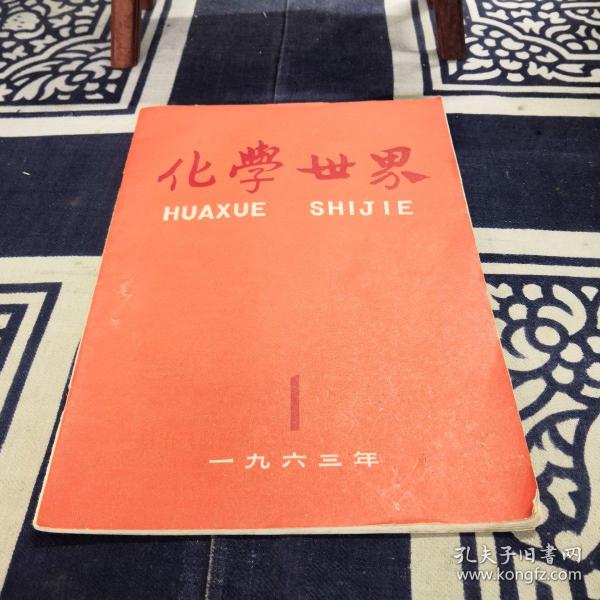 化學世界
HUAXUE SHIJIE
1
一九六三年
孔夫子旧书网
www.kongfz.com